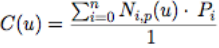 C(u) = \frac{\sum_{i=0}^{n} N_{i,p}(u) \cdot P_i}{1}